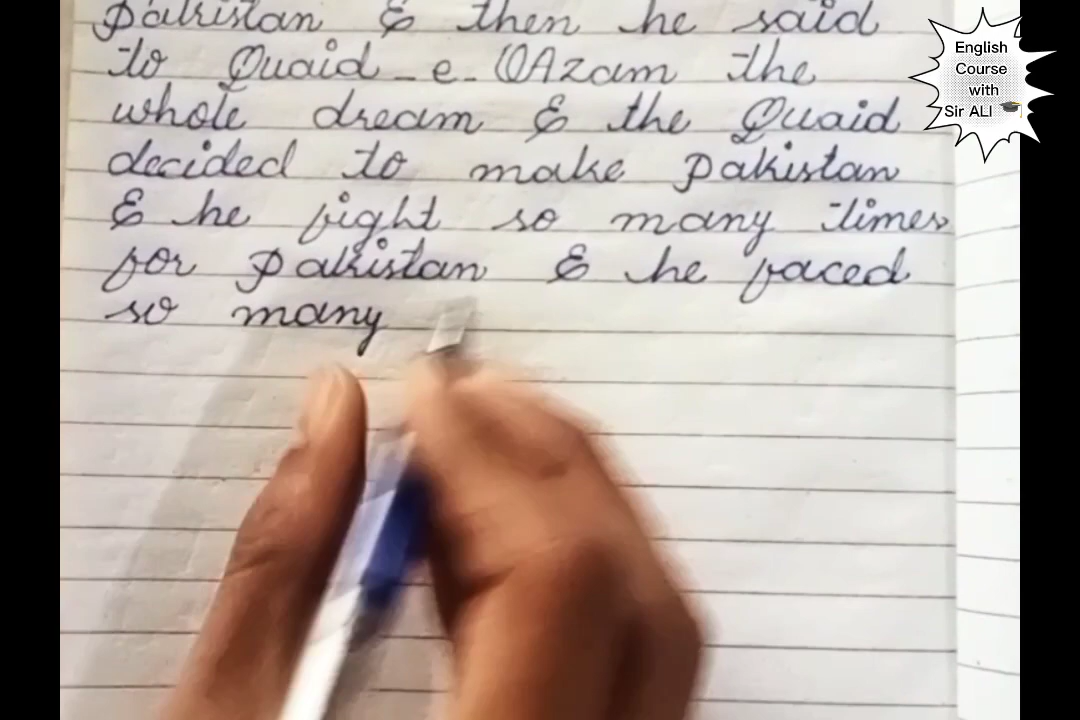 Pakistan & then he said
to Quaid-e-Azam the
whole dream & the Quaid
decided to make Pakistan
& he fight so many times
for Pakistan & he faced
so many
English
Course
with
Sir ALI